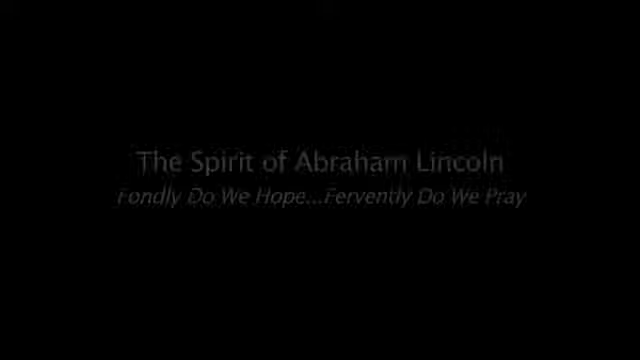 The Spirit of Abraham Lincoln
Fondly Do We Hope...Fervently Do We Pray